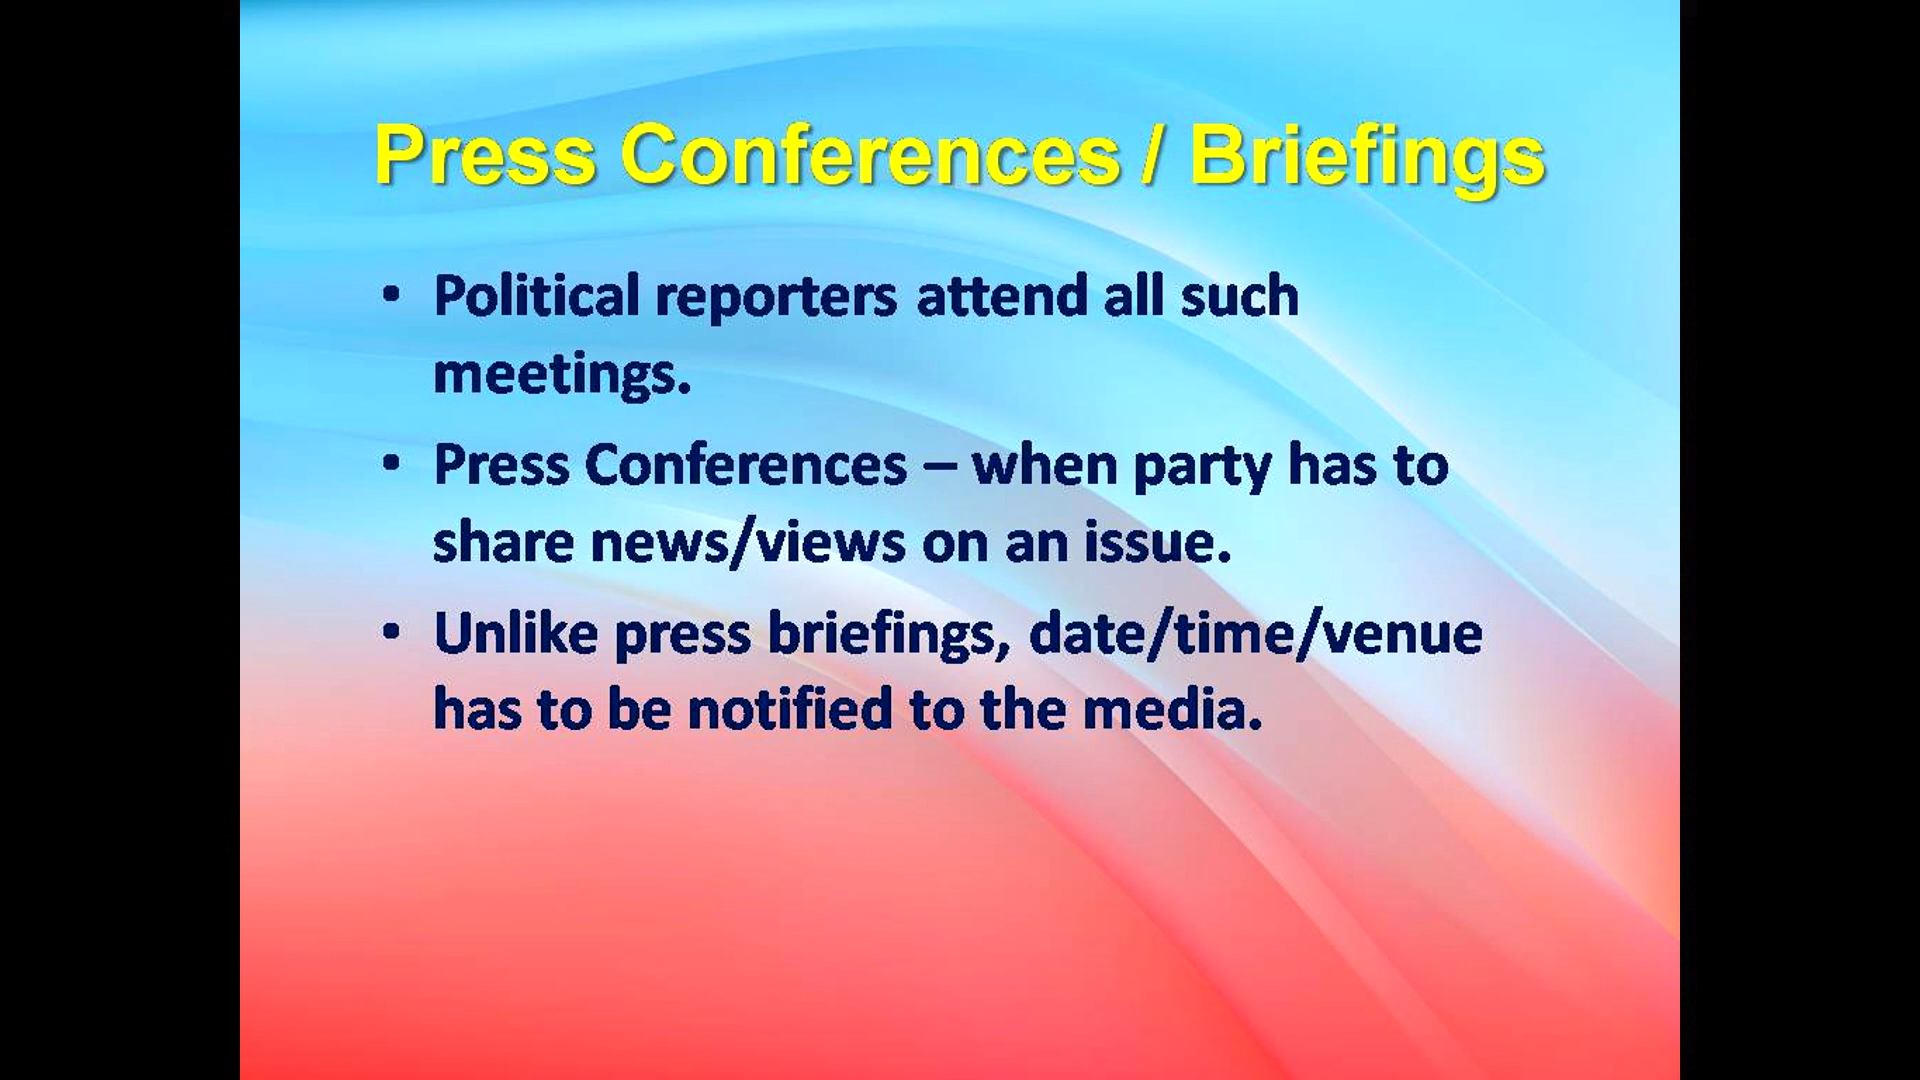 Press Conferences / Briefings
• Political reporters attend all such
meetings.
• Press Conferences – when party has to
share news/views on an issue.
• Unlike press briefings, date/time/venue
has to be notified to the media.